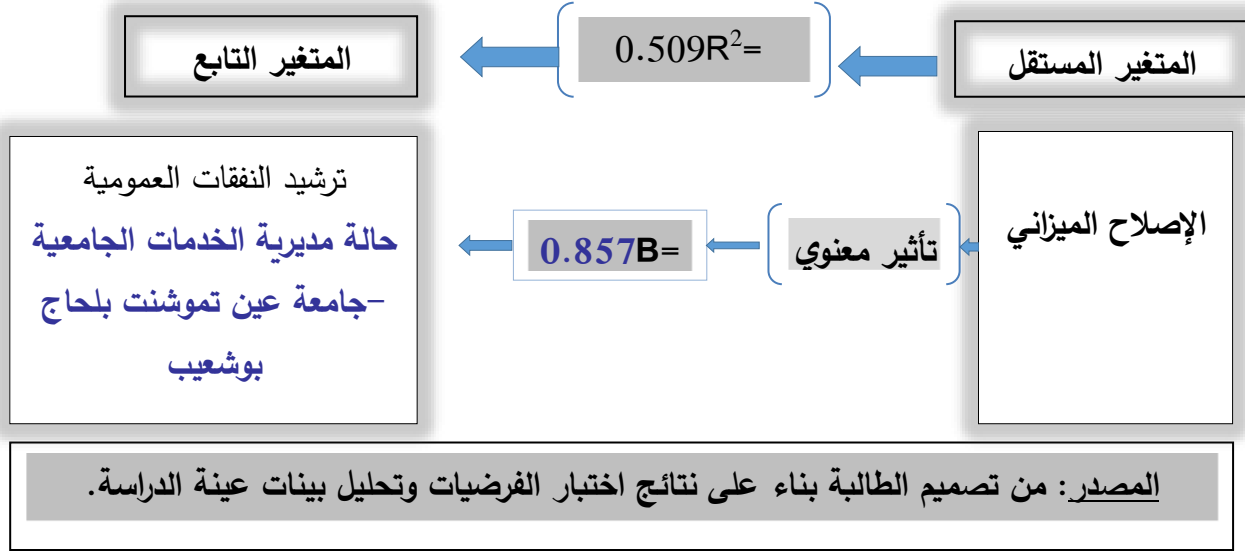 المتغير المستقل
0.509R²=
المتغير التابع
الإصلاح الميزاني
تأثير معنوي
0.857B=
ترشيد النفقات العمومية
حالة مديرية الخدمات الجامعية
-جامعة عين تموشنت بلحاج
بوشعيب
المصدر: من تصميم الطالبة بناء على نتائج اختبار الفرضيات وتحليل بينات عينة الدراسة.